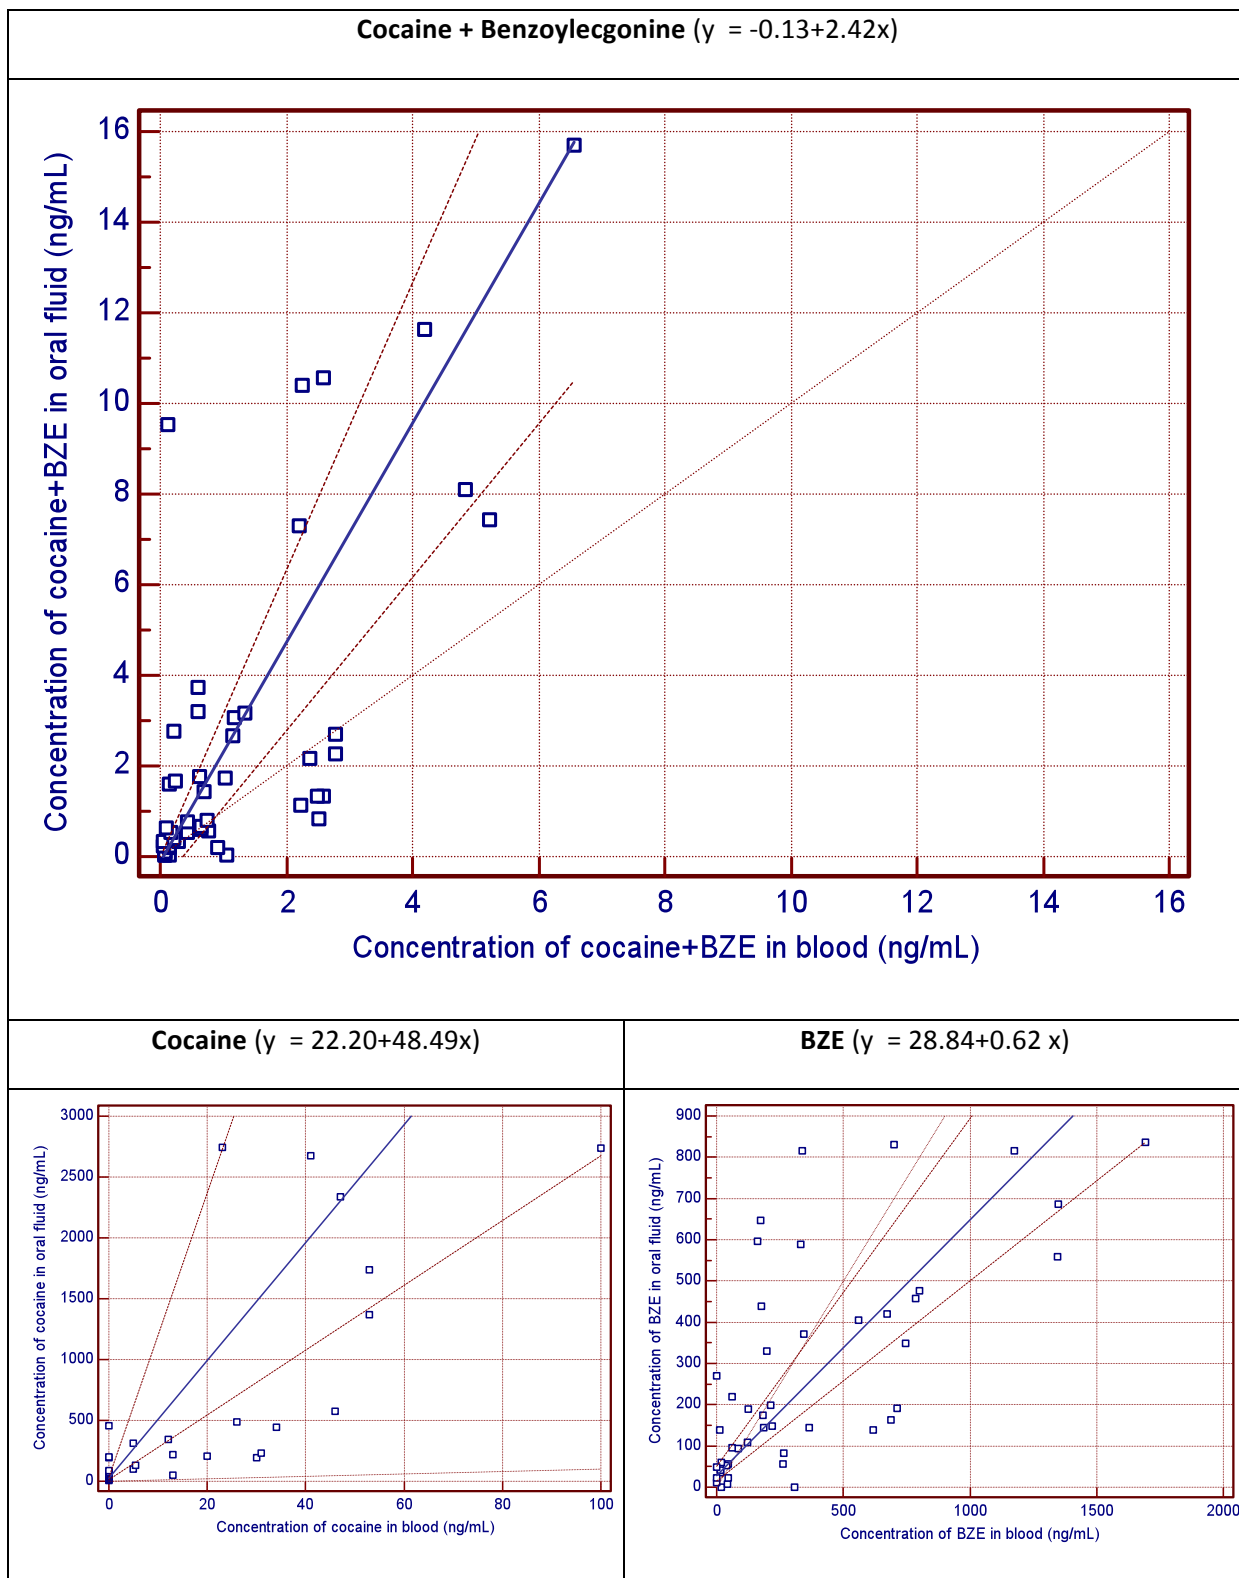 Cocaine + Benzoylecgonine (y = -0.13+2.42x)
Concentration of cocaine+BZE in oral fluid (ng/mL)
16
14
12
10
8
6
4
2
0
0 2 4 6 8 10 12 14 16
Concentration of cocaine+BZE in blood (ng/mL)
Cocaine (y = 22.20+48.49x)
Concentration of cocaine in oral fluid (ng/mL)
3000
2500
2000
1500
1000
500
0
0 20 40 60 80 100
Concentration of cocaine in blood (ng/mL)
BZE (y = 28.84+0.62 x)
Concentration of BZE in oral fluid (ng/mL)
900
800
700
600
500
400
300
200
100
0
0 500 1000 1500 2000
Concentration of BZE in blood (ng/mL)